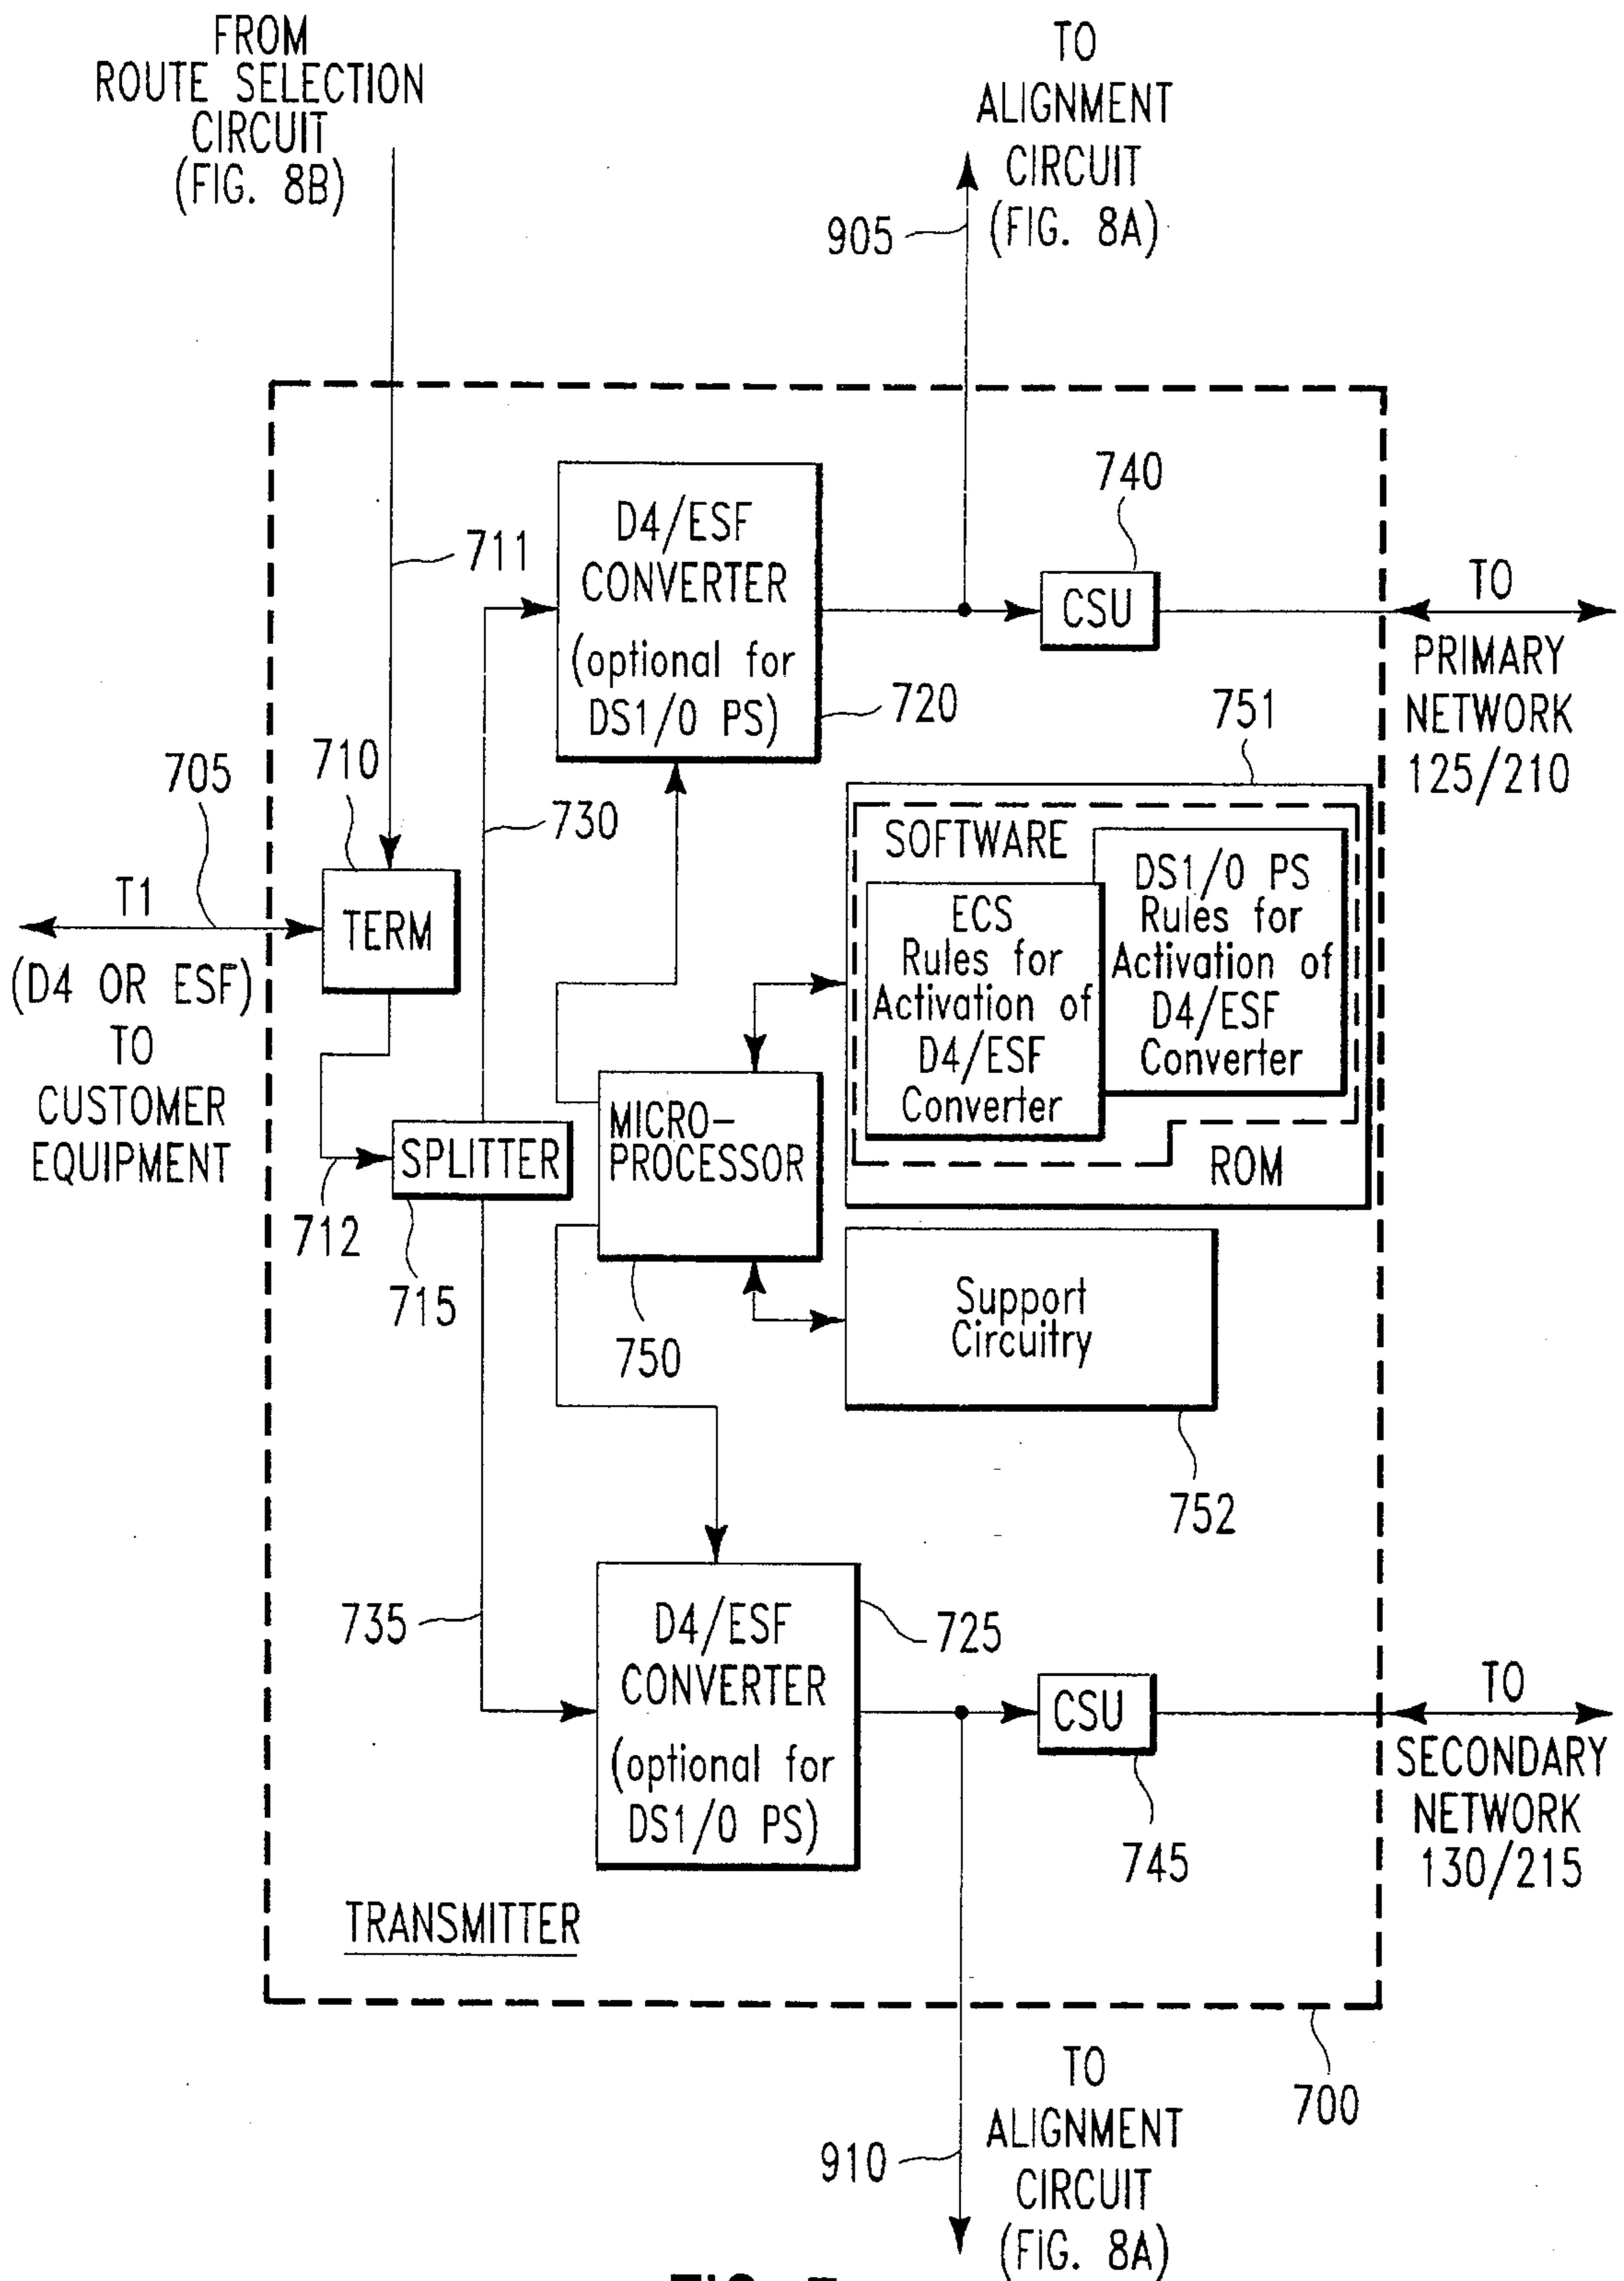 FROM
ROUTE SELECTION
CIRCUIT
(FIG. 8B)
TO
ALIGNMENT
CIRCUIT
(FIG. 8A)
905
711
D4/ESF
CONVERTER
(optional for
DS1/0 PS)
720
740
CSU
TO
PRIMARY
NETWORK
125/210
705
710
T1
TERM
(D4 OR ESF)
TO
CUSTOMER
EQUIPMENT
730
751
SOFTWARE
ECS
Rules for
Activation of
D4/ESF
Converter
DS1/0 PS
Rules for
Activation of
D4/ESF
Converter
ROM
MICRO-
PROCESSOR
750
SPLITTER
712
715
Support
Circuitry
752
735
D4/ESF
CONVERTER
(optional for
DS1/0 PS)
725
CSU
745
TO
SECONDARY
NETWORK
130/215
TRANSMITTER
700
910
TO
ALIGNMENT
CIRCUIT
(FIG. 8A)